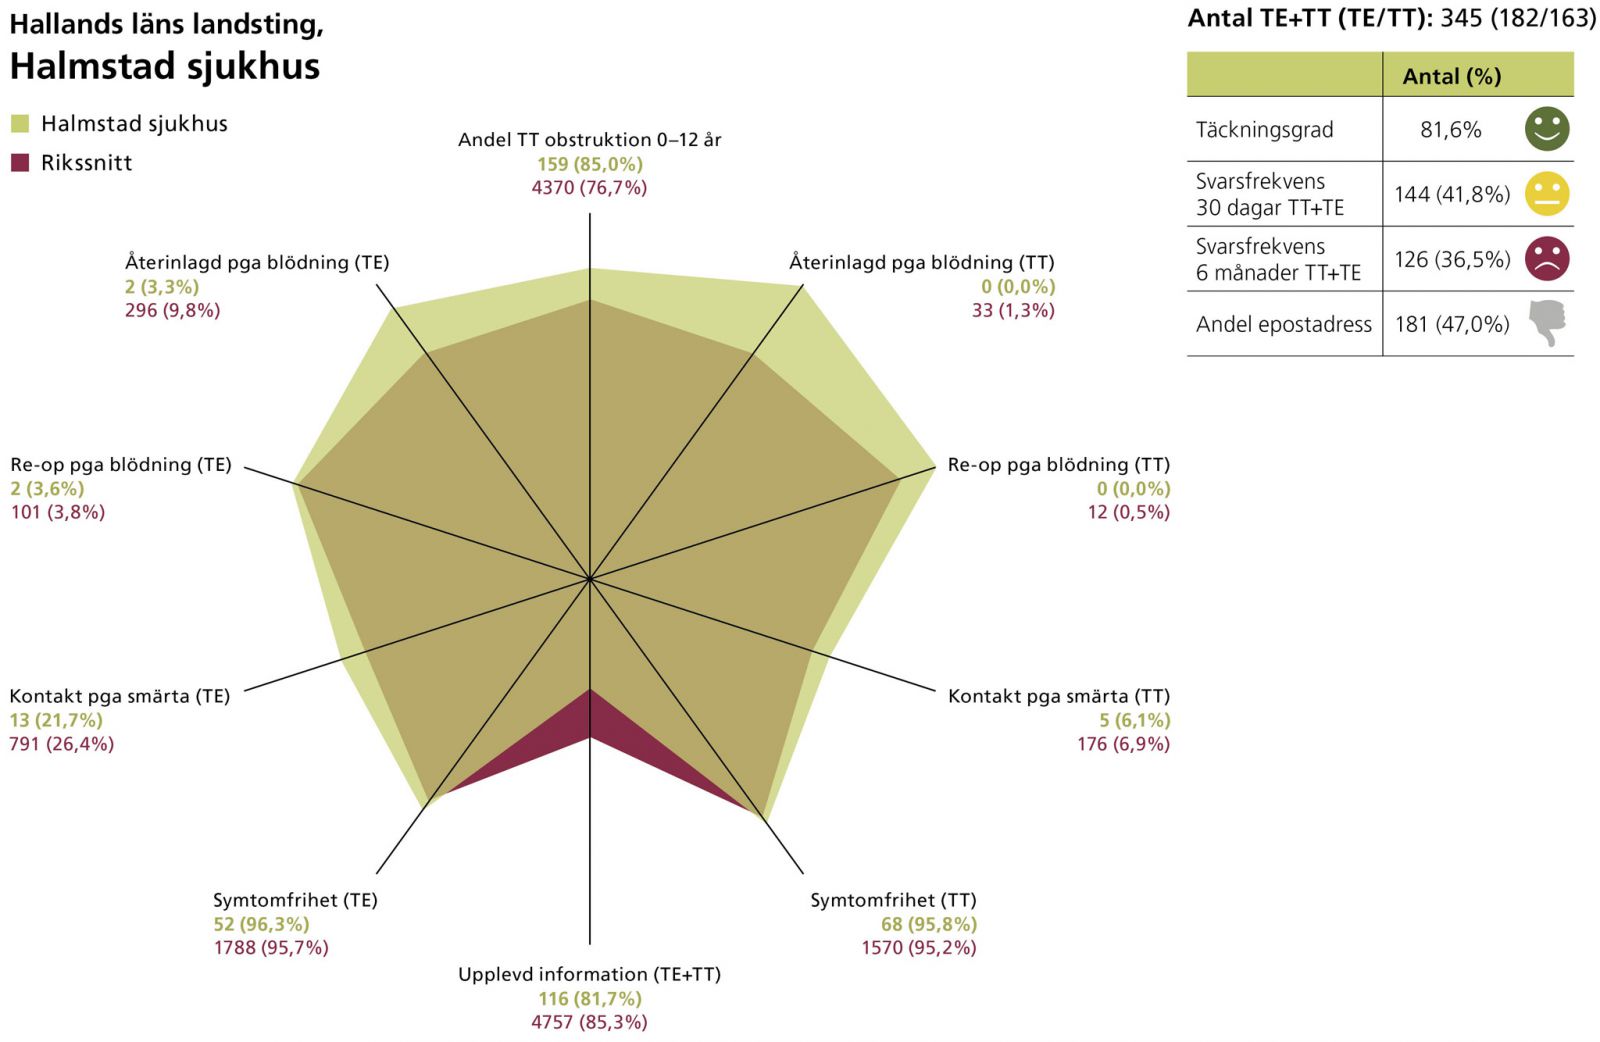 Hallands läns landsting,
Halmstad sjukhus
Halmstad sjukhus
Rikssnitt
Andel TT obstruktion 0–12 år
159 (85,0%)
4370 (76,7%)
Återinlagd pga blödning (TT)
0 (0,0%)
33 (1,3%)
Re-op pga blödning (TT)
0 (0,0%)
12 (0,5%)
Kontakt pga smärta (TT)
5 (6,1%)
176 (6,9%)
Symtomfrihet (TT)
68 (95,8%)
1570 (95,2%)
Upplevd information (TE+TT)
116 (81,7%)
4757 (85,3%)
Symtomfrihet (TE)
52 (96,3%)
1788 (95,7%)
Kontakt pga smärta (TE)
13 (21,7%)
791 (26,4%)
Re-op pga blödning (TE)
2 (3,6%)
101 (3,8%)
Återinlagd pga blödning (TE)
2 (3,3%)
296 (9,8%)
Antal TE+TT (TE/TT): 345 (182/163)
Antal (%)
Täckningsgrad 81,6%
Svarsfrekvens
30 dagar TT+TE 144 (41,8%)
Svarsfrekvens
6 månader TT+TE 126 (36,5%)
Andel epostadress 181 (47,0%)